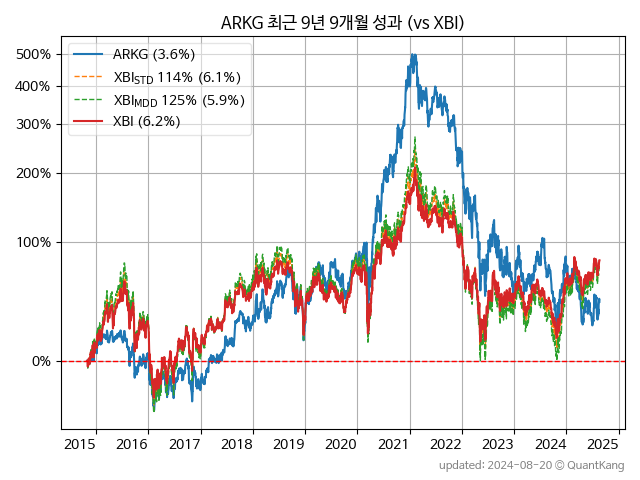 ARKG 최근 9년 9개월 성과 (vs XBI)
500%
400%
300%
200%
100%
0%
ARKG (3.6%)
XBISTD 114% (6.1%)
XBIMDD 125% (5.9%)
XBI (6.2%)
2015 2016 2017 2018 2019 2020 2021 2022 2023 2024 2025
updated: 2024-08-20 © QuantKang